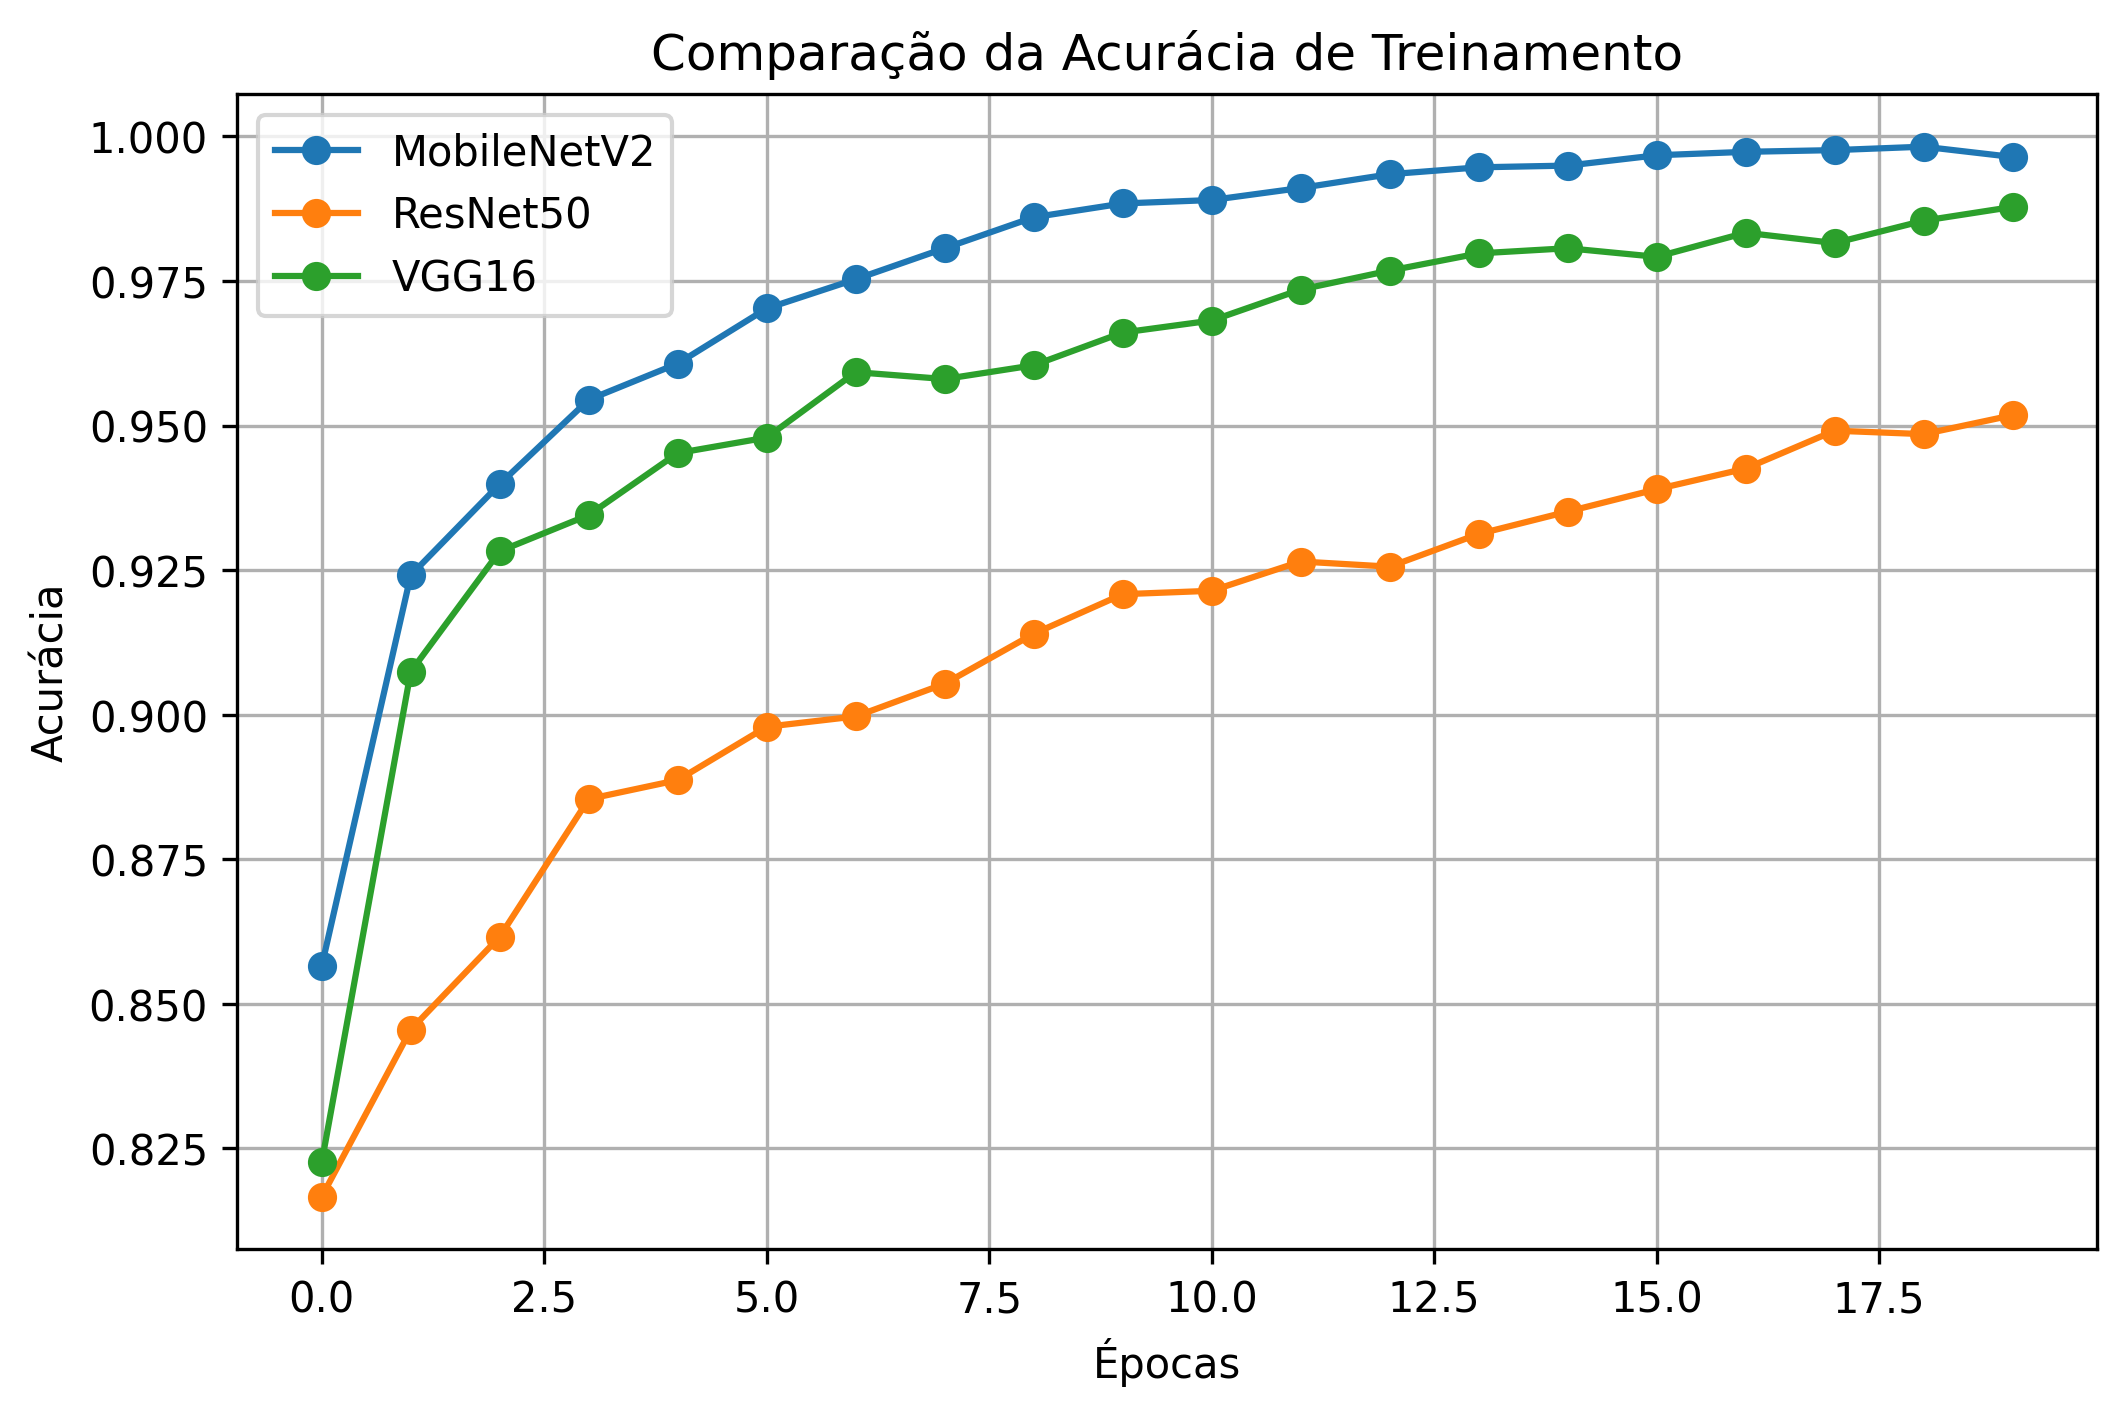 Comparação da Acurácia de Treinamento
MobileNetV2
ResNet50
VGG16
1.000
0.975
0.950
0.925
0.900
0.875
0.850
0.825
Acurácia
0.0 2.5 5.0 7.5 10.0 12.5 15.0 17.5
Épocas